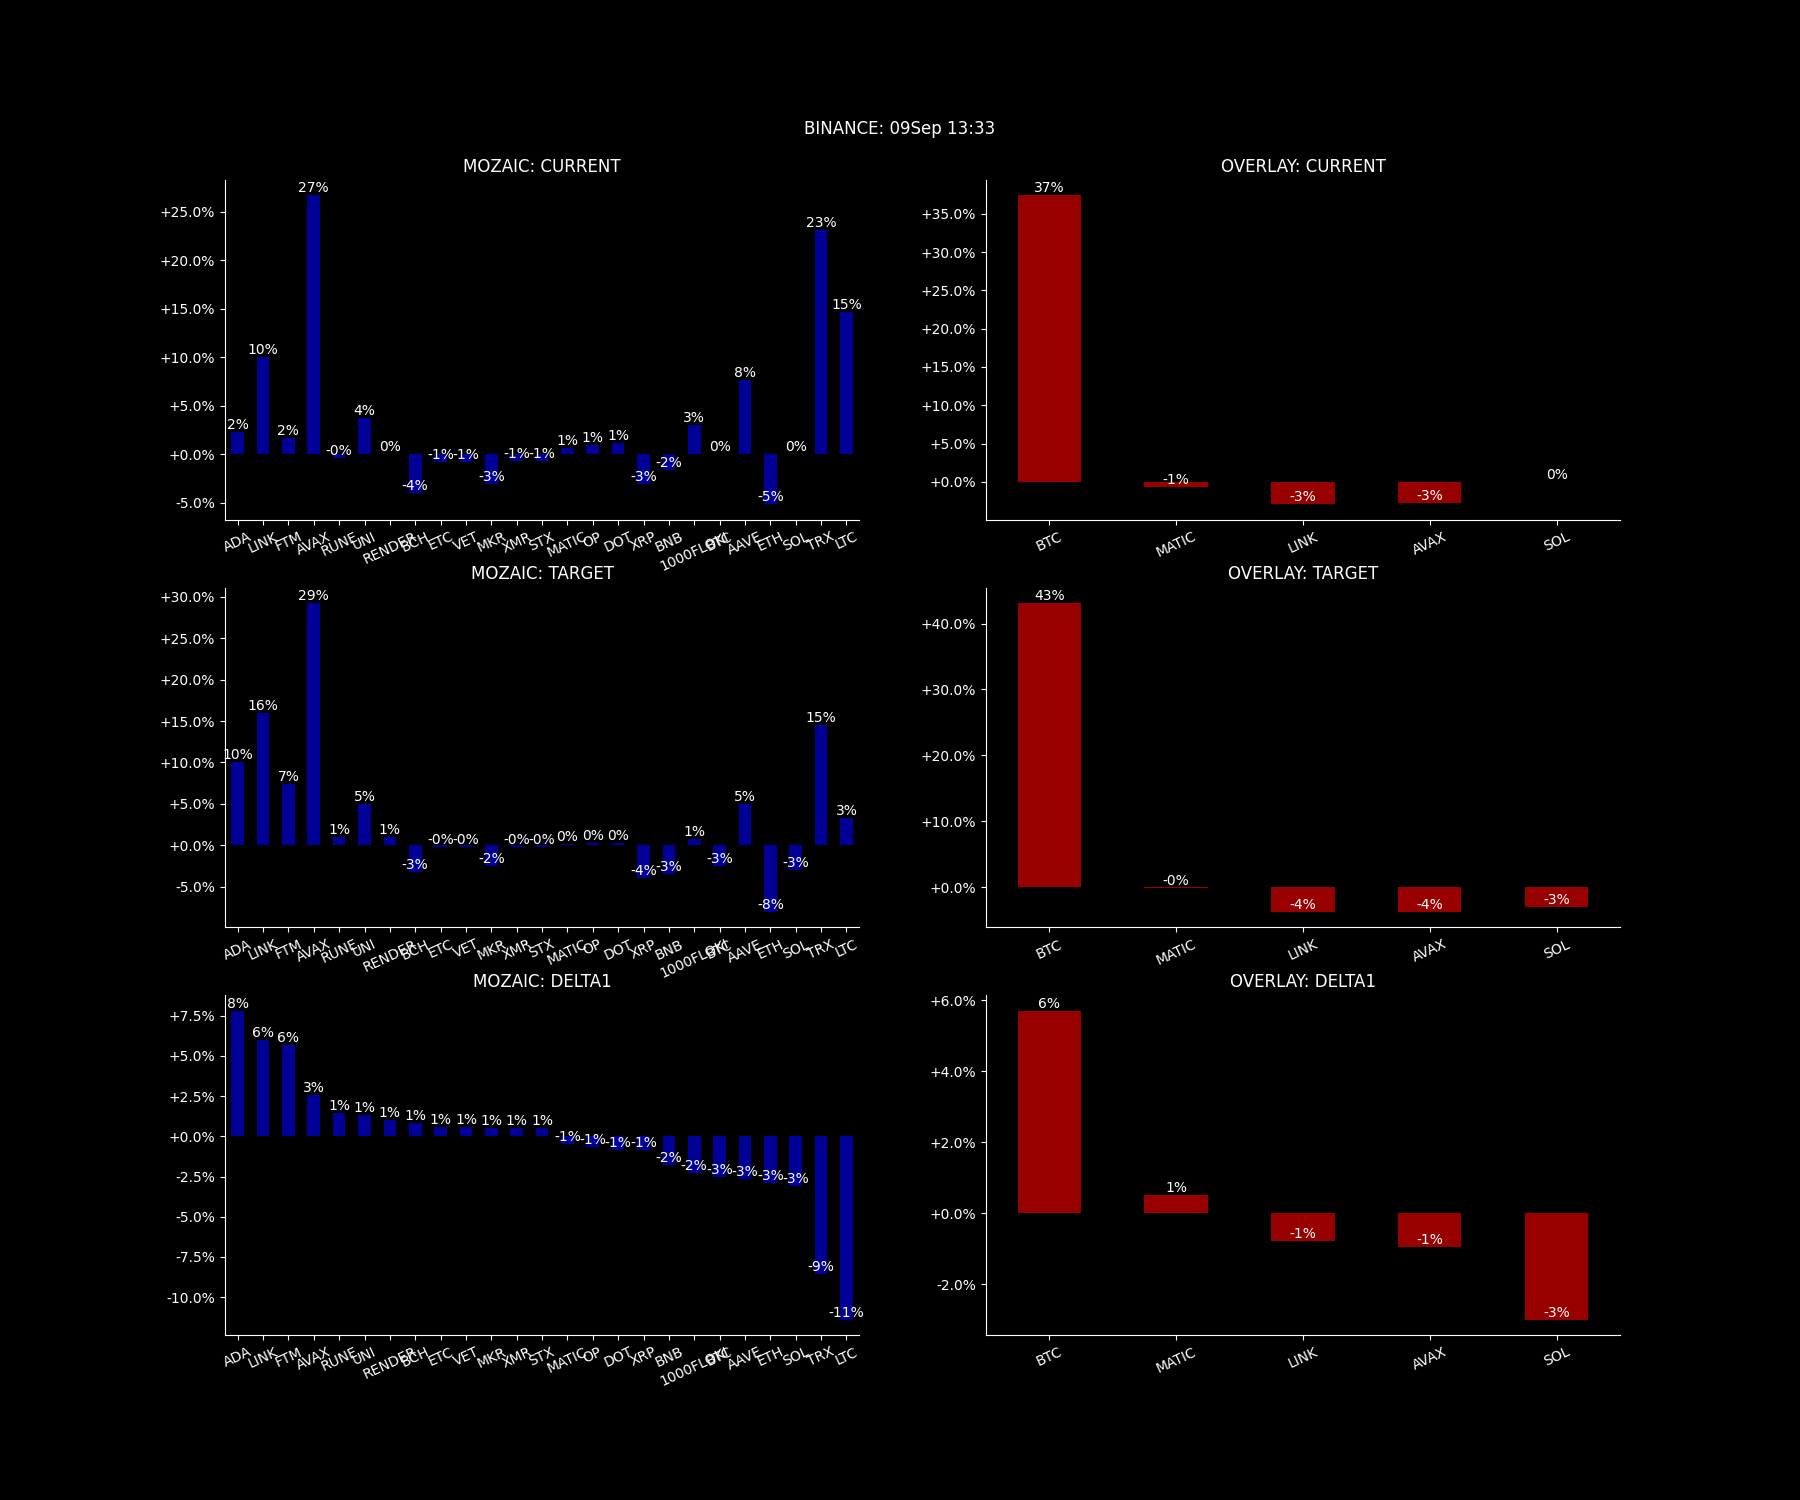 BINANCE: 09Sep 13:33
MOZAIC: CURRENT
+25.0%
+20.0%
+15.0%
+10.0%
+5.0%
+0.0%
-5.0%
2% 10% 2% 27% -0% 4% 0% -4% -1% -1% -3% -1% -1% 1% 1% 1% -3% -2% 3% 0% 8% -5% 0% 23% 15%
ADA LINK FTM AVAX RUNE UNI RENDER BCH ETC VET MKR XMR STX MATIC OP DOT XRP BNB 1000FLOKI BTC AAVE ETH SOL TRX LTC
OVERLAY: CURRENT
+35.0%
+30.0%
+25.0%
+20.0%
+15.0%
+10.0%
+5.0%
+0.0%
37% -1% -3% -3% 0%
BTC MATIC LINK AVAX SOL
MOZAIC: TARGET
+30.0%
+25.0%
+20.0%
+15.0%
+10.0%
+5.0%
+0.0%
-5.0%
10% 16% 7% 29% 1% 5% 1% -3% -0% -0% -2% -0% -0% 0% 0% 0% -4% -3% 1% -3% 5% -8% -3% 15% 3%
ADA LINK FTM AVAX RUNE UNI RENDER BCH ETC VET MKR XMR STX MATIC OP DOT XRP BNB 1000FLOKI BTC AAVE ETH SOL TRX LTC
OVERLAY: TARGET
+40.0%
+30.0%
+20.0%
+10.0%
+0.0%
43% -0% -4% -4% -3%
BTC MATIC LINK AVAX SOL
MOZAIC: DELTA1
+7.5%
+5.0%
+2.5%
+0.0%
-2.5%
-5.0%
-7.5%
-10.0%
8% 6% 6% 3% 1% 1% 1% 1% 1% 1% 1% 1% 1% -1% -1% -1% -1% -2% -2% -3% -3% -3% -3% -9% -11%
ADA LINK FTM AVAX RUNE UNI RENDER BCH ETC VET MKR XMR STX MATIC OP DOT XRP BNB 1000FLOKI BTC AAVE ETH SOL TRX LTC
OVERLAY: DELTA1
+6.0%
+4.0%
+2.0%
+0.0%
-2.0%
6% 1% -1% -1% -3%
BTC MATIC LINK AVAX SOL